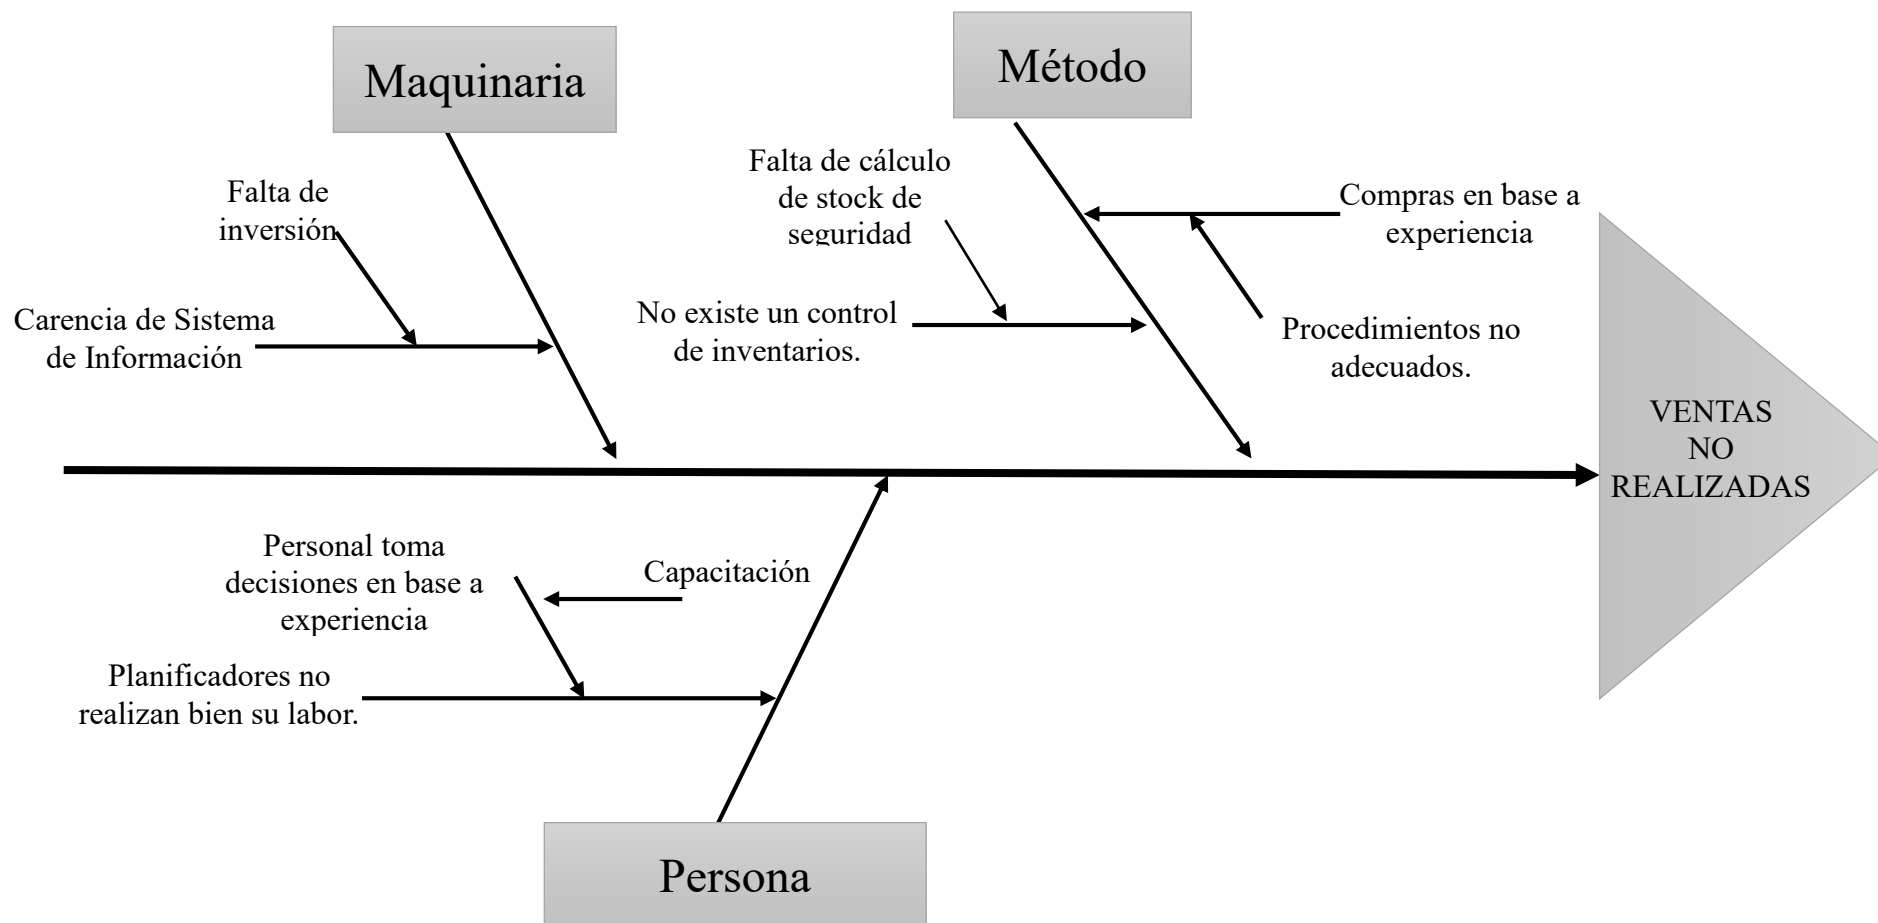 Maquinaria
Método
Falta de
inversión
Falta de cálculo
de stock de
seguridad
Compras en base a
experiencia
Carencia de Sistema
de Información
No existe un control
de inventarios.
Procedimientos no
adecuados.
VENTAS
NO
REALIZADAS
Personal toma
decisiones en base a
experiencia
Capacitación
Planificadores no
realizan bien su labor.
Persona